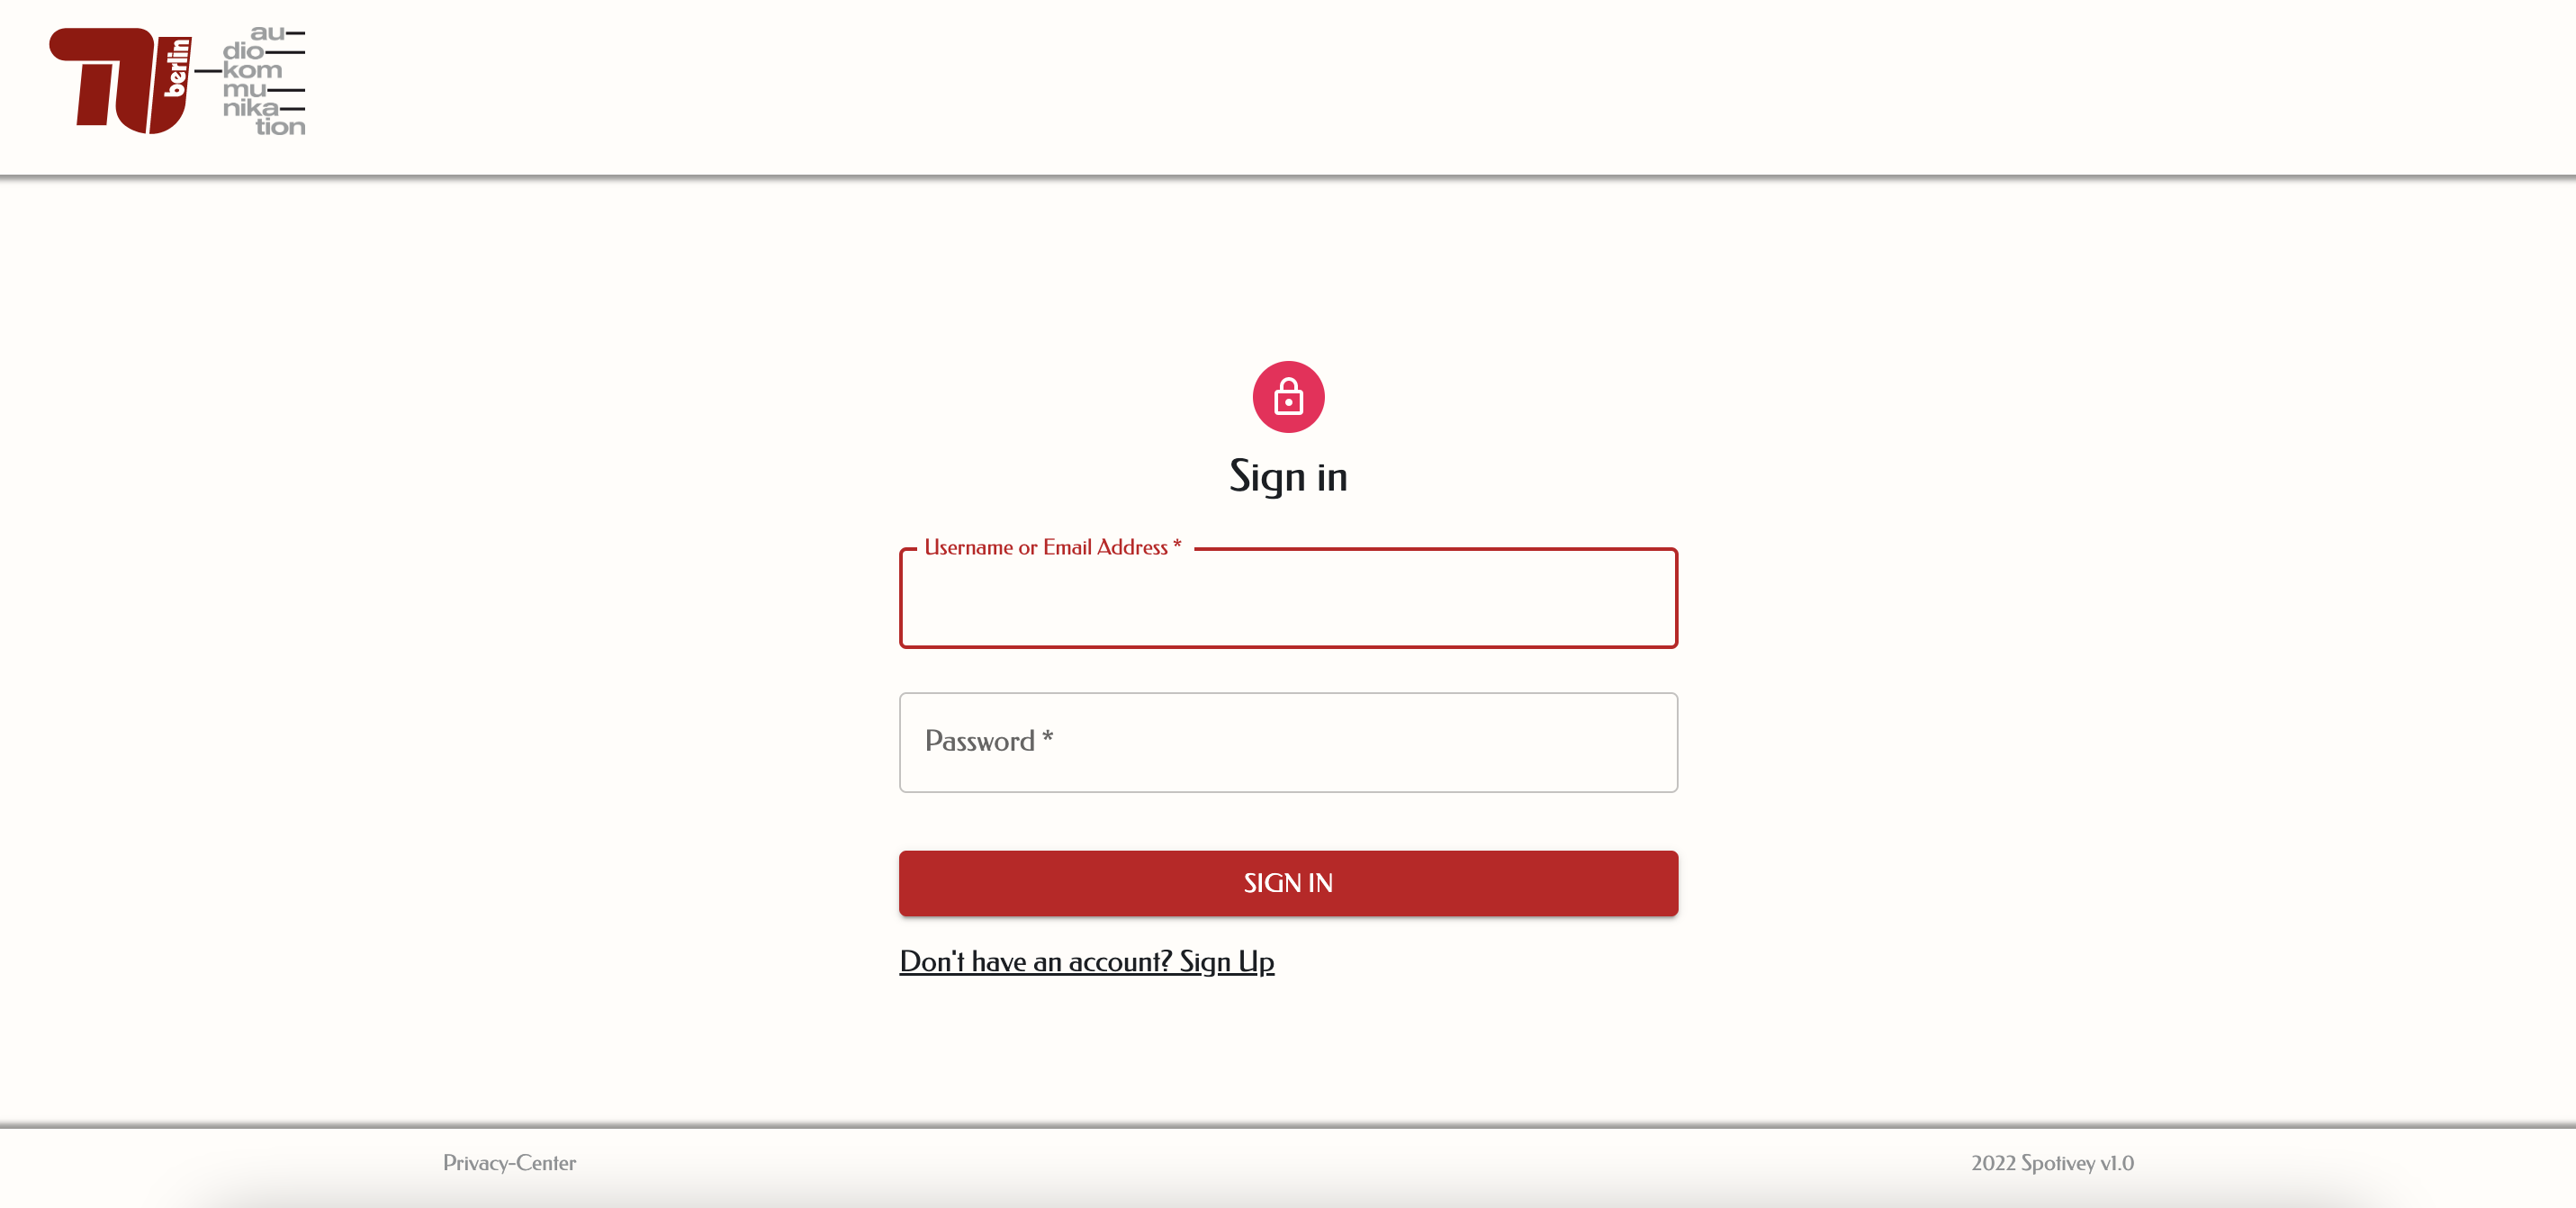 berlin
au
dio
kom
mu
nika
tion
Sign in
Username or Email Address *
Password *
SIGN IN
Don't have an account? Sign Up
Privacy-Center
2022 Spotivey v1.0